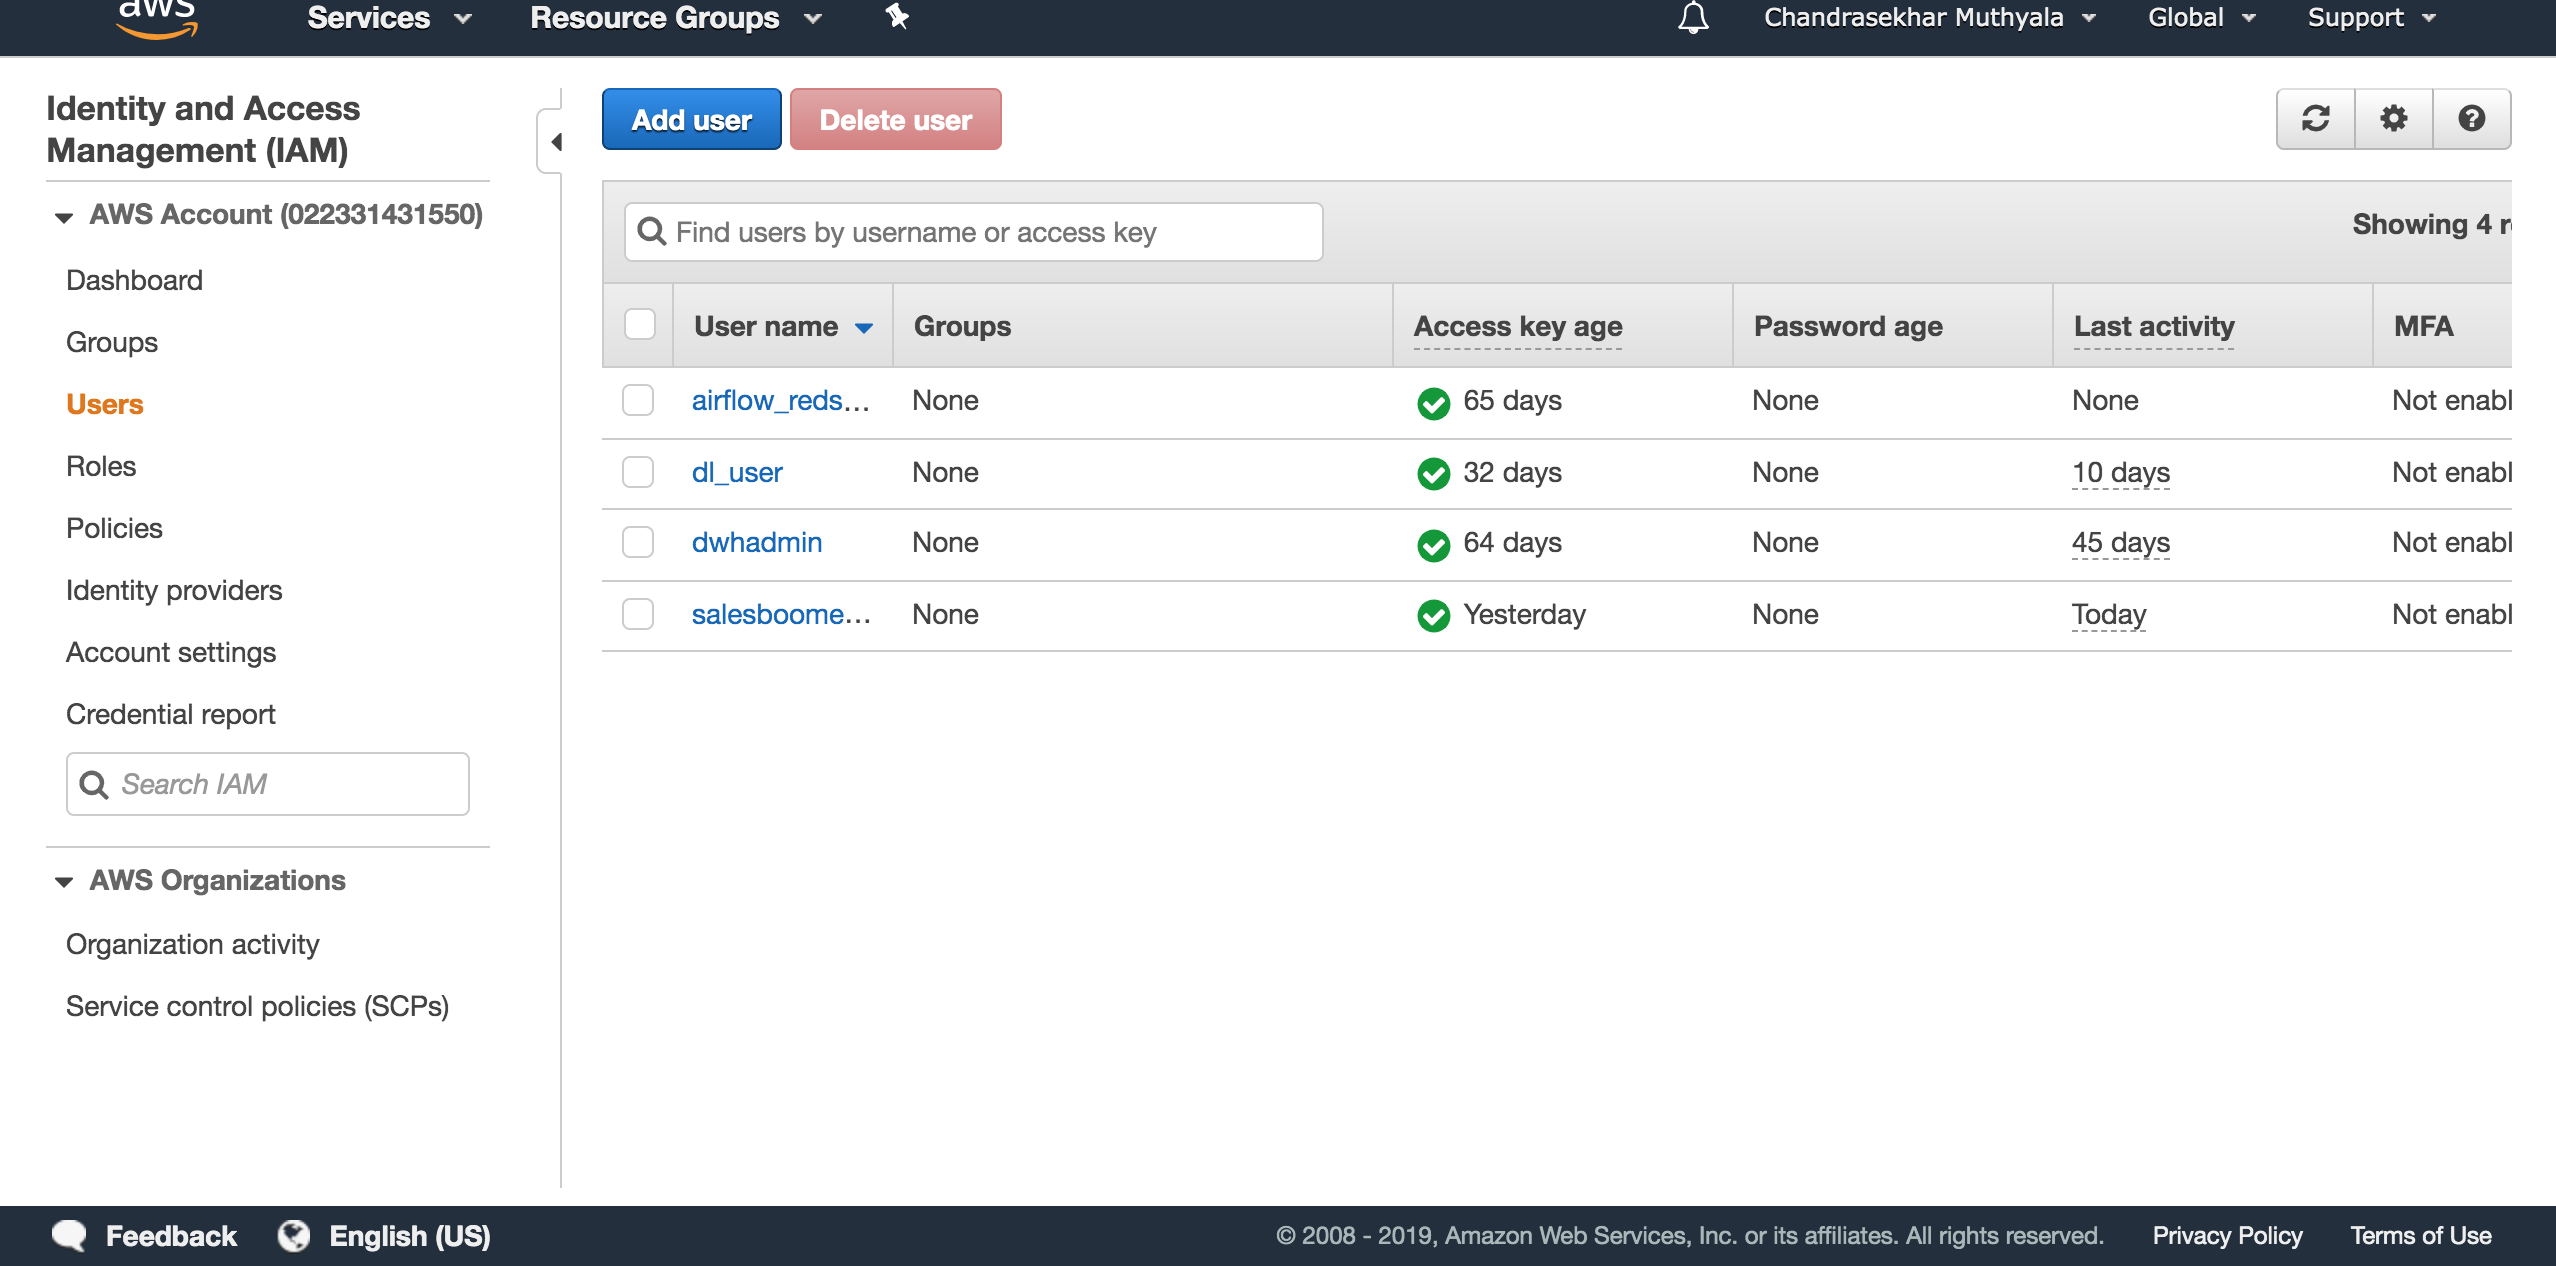 aws Services Resource Groups Chandrasekhar Muthyala Global Support
Identity and Access
Management (IAM)
AWS Account (022331431550)
Dashboard
Groups
Users
Roles
Policies
Identity providers
Account settings
Credential report
Search IAM
AWS Organizations
Organization activity
Service control policies (SCPs)
Add user Delete user
Find users by username or access key Showing 4 r
User name Groups Access key age Password age Last activity MFA
airflow_reds... None 65 days None None Not enabl
dl_user None 32 days None 10 days Not enabl
dwhadmin None 64 days None 45 days Not enabl
salesboome... None Yesterday None Today Not enabl
Feedback English (US) © 2008 - 2019, Amazon Web Services, Inc. or its affiliates. All rights reserved. Privacy Policy Terms of Use